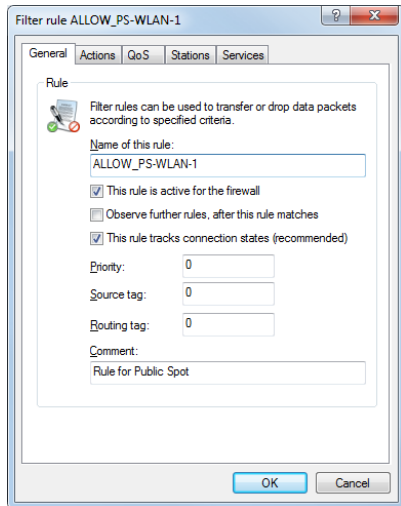 Filter rule ALLOW_PS-WLAN-1
General Actions QoS Stations Services
Rule
Filter rules can be used to transfer or drop data packets
according to specified criteria.
Name of this rule:
ALLOW_PS-WLAN-1
This rule is active for the firewall
Observe further rules, after this rule matches
This rule tracks connection states (recommended)
Priority: 0
Source tag: 0
Routing tag: 0
Comment:
Rule for Public Spot
OK Cancel